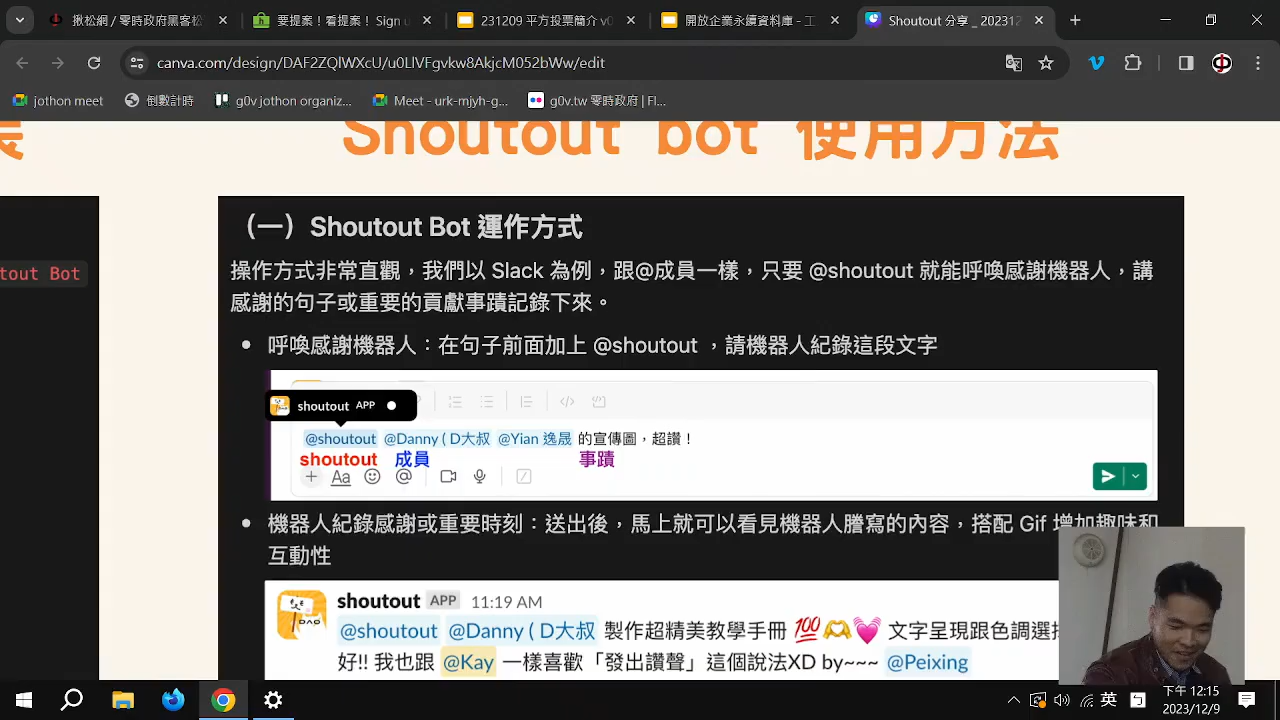 揪松網 / 零時政府黑客松
要提案！看提案！Sign u
231209 平方投票簡介 v0
開放企業永續資料庫 - 工
Shoutout 分享 _ 20231
canva.com/design/DAF2ZQIWXcU/u0LIVFgvkw8AkjcM052bWw/edit
jothon meet
倒數計時
g0v jothon organiz...
Meet - urk-mjyh-g...
g0v.tw 零時政府 | Fl...
Shoutout bot 使用方法
tout Bot
（一）Shoutout Bot 運作方式
操作方式非常直觀，我們以 Slack 為例，跟@成員一樣，只要 @shoutout 就能呼喚感謝機器人，講
感謝的句子或重要的貢獻事蹟記錄下來。
呼喚感謝機器人：在句子前面加上 @shoutout ，請機器人紀錄這段文字
shoutout APP
@shoutout @Danny ( D大叔 @Yian 逸晟 的宣傳圖，超讚！
shoutout 成員 事蹟
Aa
機器人紀錄感謝或重要時刻：送出後，馬上就可以看見機器人謄寫的內容，搭配 Gif 增加趣味和
互動性
shoutout APP 11:19 AM
@shoutout @Danny ( D大叔 製作超精美教學手冊 💯🫶💓 文字呈現跟色調選
好!! 我也跟 @Kay 一樣喜歡「發出讚聲」這個說法XD by~~~ @Peixing
英
下午 12:15
2023/12/9